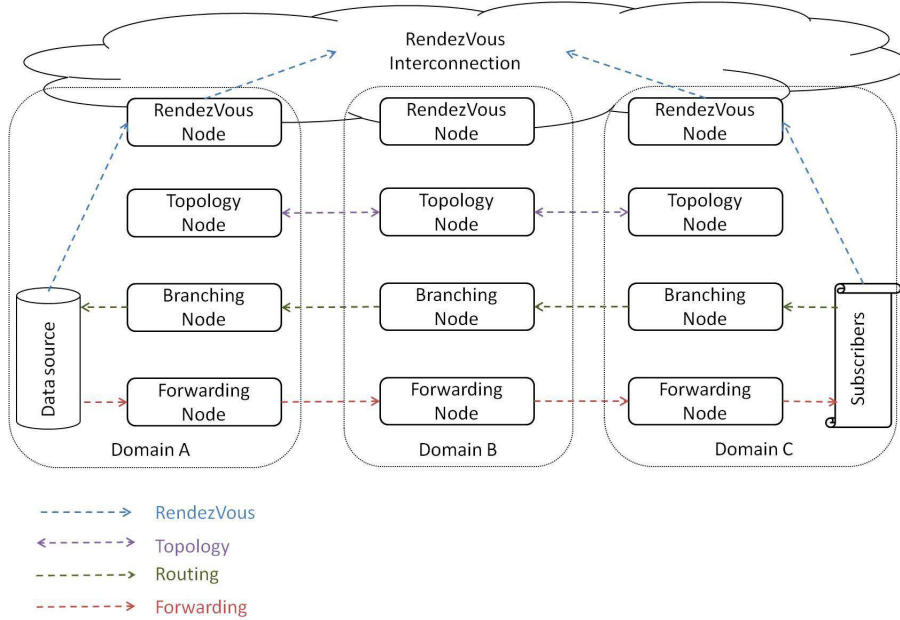 RendezVous
Interconnection
RendezVous
Node
RendezVous
Node
RendezVous
Node
Topology
Node
Topology
Node
Topology
Node
Data source
Branching
Node
Branching
Node
Branching
Node
Subscribers
Forwarding
Node
Forwarding
Node
Forwarding
Node
Domain A
Domain B
Domain C
RendezVous
Topology
Routing
Forwarding